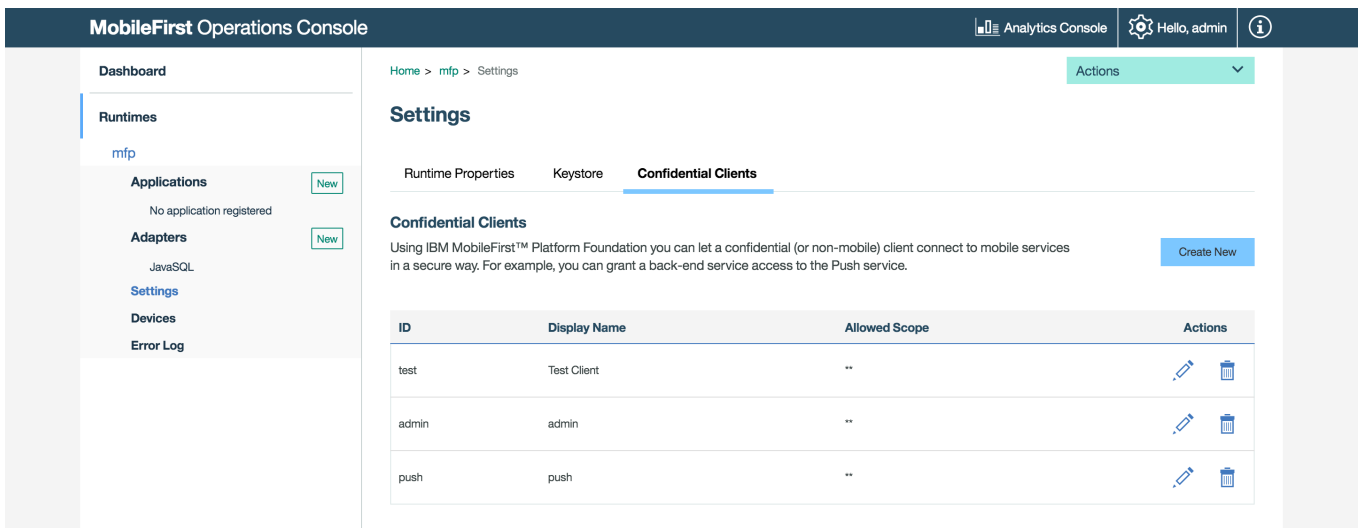 MobileFirst Operations Console
Analytics Console
Hello, admin
Dashboard
Runtimes
mfp
Applications New
No application registered
Adapters New
JavaSQL
Settings
Devices
Error Log
Home > mfp > Settings
Actions
Settings
Runtime Properties Keystore Confidential Clients
Confidential Clients
Using IBM MobileFirst™ Platform Foundation you can let a confidential (or non-mobile) client connect to mobile services
in a secure way. For example, you can grant a back-end service access to the Push service.
Create New
ID Display Name Allowed Scope Actions
test Test Client **
admin admin **
push push **